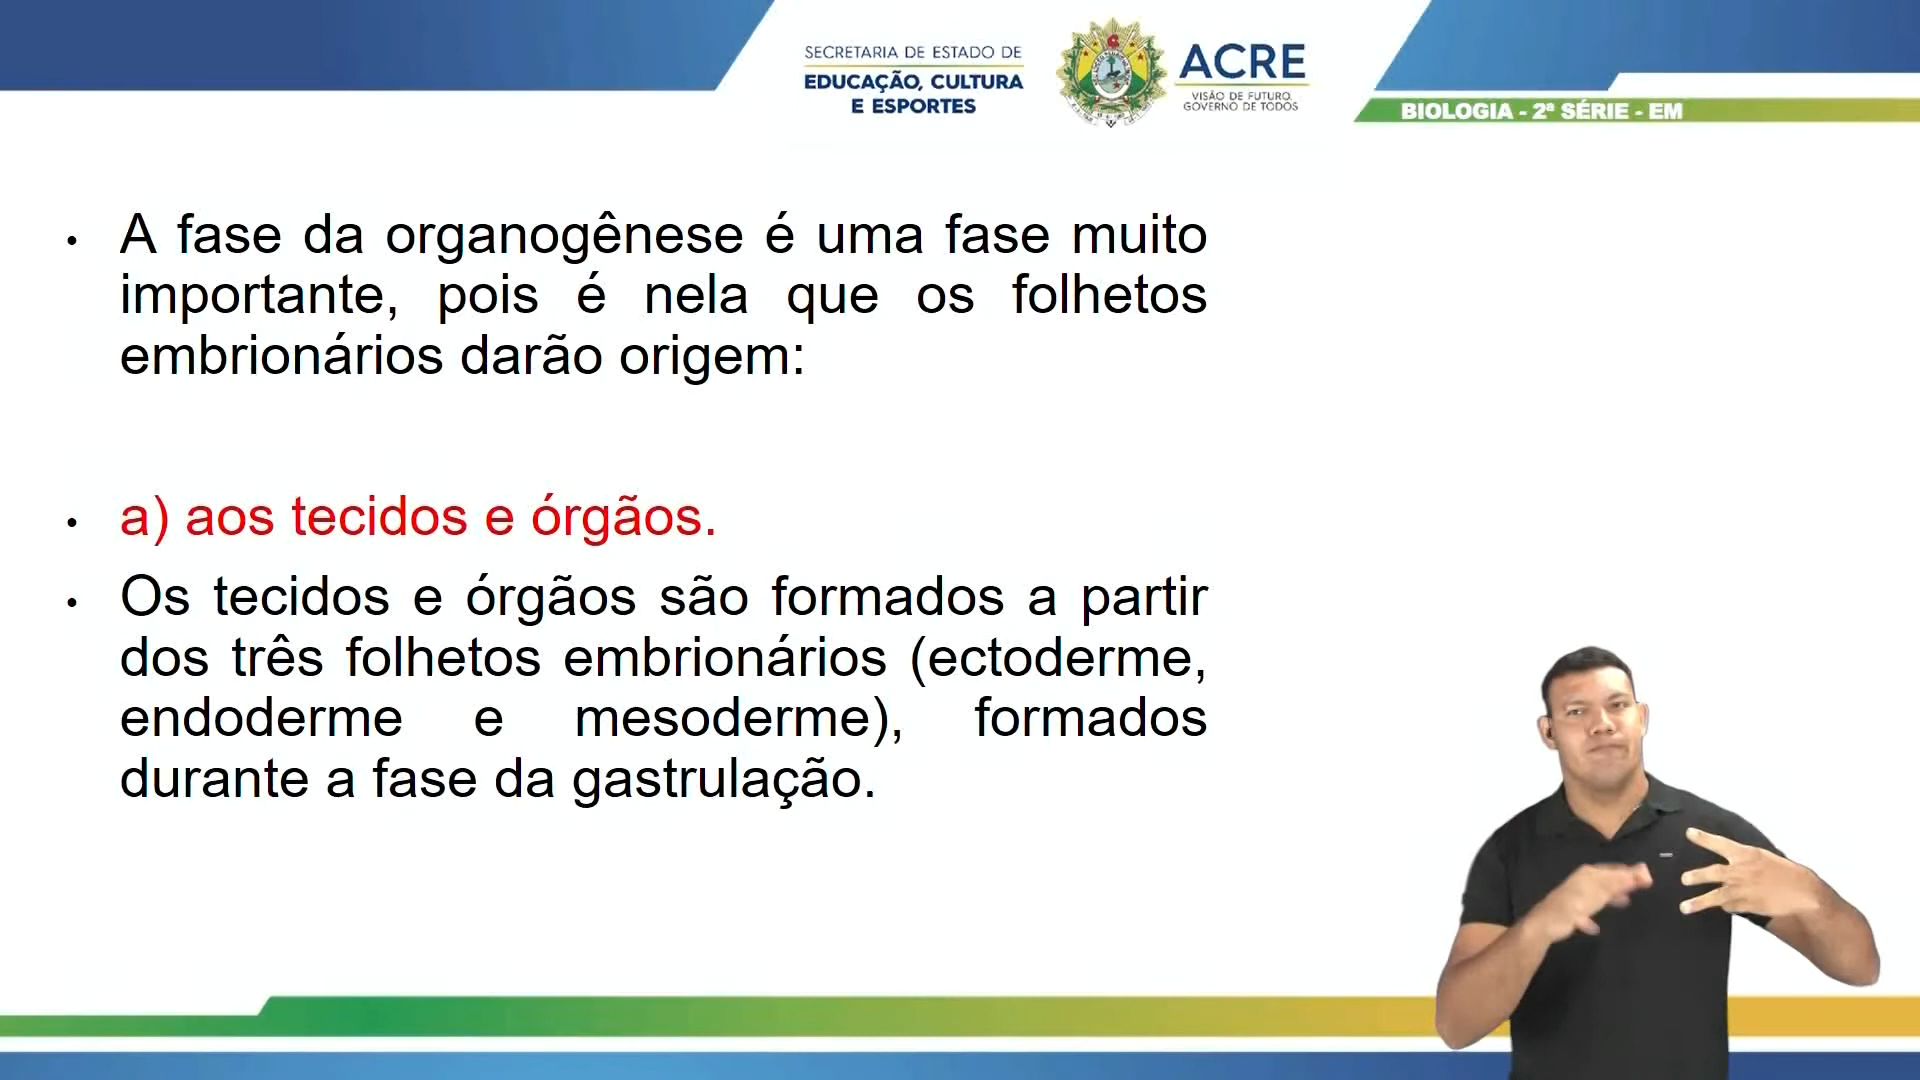 SECRETARIA DE ESTADO DE
EDUCAÇÃO, CULTURA
E ESPORTES
ACRE
VISÃO DE FUTURO.
GOVERNO DE TODOS
BIOLOGIA - 2ª SÉRIE - EM
• A fase da organogênese é uma fase muito
importante, pois é nela que os folhetos
embrionários darão origem:
• a) aos tecidos e órgãos.
• Os tecidos e órgãos são formados a partir
dos três folhetos embrionários (ectoderme,
endoderme e mesoderme), formados
durante a fase da gastrulação.